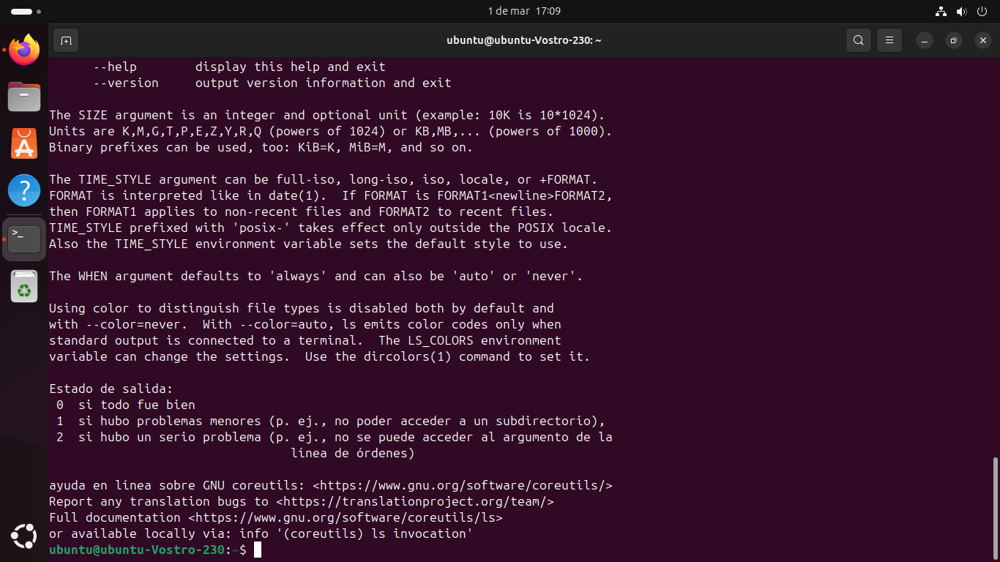 1 de mar 17:09
ubuntu@ubuntu-Vostro-230: ~
--help        display this help and exit
--version     output version information and exit
The SIZE argument is an integer and optional unit (example: 10K is 10*1024).
Units are K,M,G,T,P,E,Z,Y,R,Q (powers of 1024) or KB,MB,... (powers of 1000).
Binary prefixes can be used, too: KiB=K, MiB=M, and so on.
The TIME_STYLE argument can be full-iso, long-iso, iso, locale, or +FORMAT.
FORMAT is interpreted like in date(1).  If FORMAT is FORMAT1<newline>FORMAT2,
then FORMAT1 applies to non-recent files and FORMAT2 to recent files.
TIME_STYLE prefixed with 'posix-' takes effect only outside the POSIX locale.
Also the TIME_STYLE environment variable sets the default style to use.
The WHEN argument defaults to 'always' and can also be 'auto' or 'never'.
Using color to distinguish file types is disabled both by default and
with --color=never.  With --color=auto, ls emits color codes only when
standard output is connected to a terminal.  The LS_COLORS environment
variable can change the settings.  Use the dircolors(1) command to set it.
Estado de salida:
0  si todo fue bien
1  si hubo problemas menores (p. ej., no poder acceder a un subdirectorio),
2  si hubo un serio problema (p. ej., no se puede acceder al argumento de la
línea de órdenes)
ayuda en línea sobre GNU coreutils: <https://www.gnu.org/software/coreutils/>
Report any translation bugs to <https://translationproject.org/team/>
Full documentation <https://www.gnu.org/software/coreutils/ls>
or available locally via: info '(coreutils) ls invocation'
ubuntu@ubuntu-Vostro-230:~$